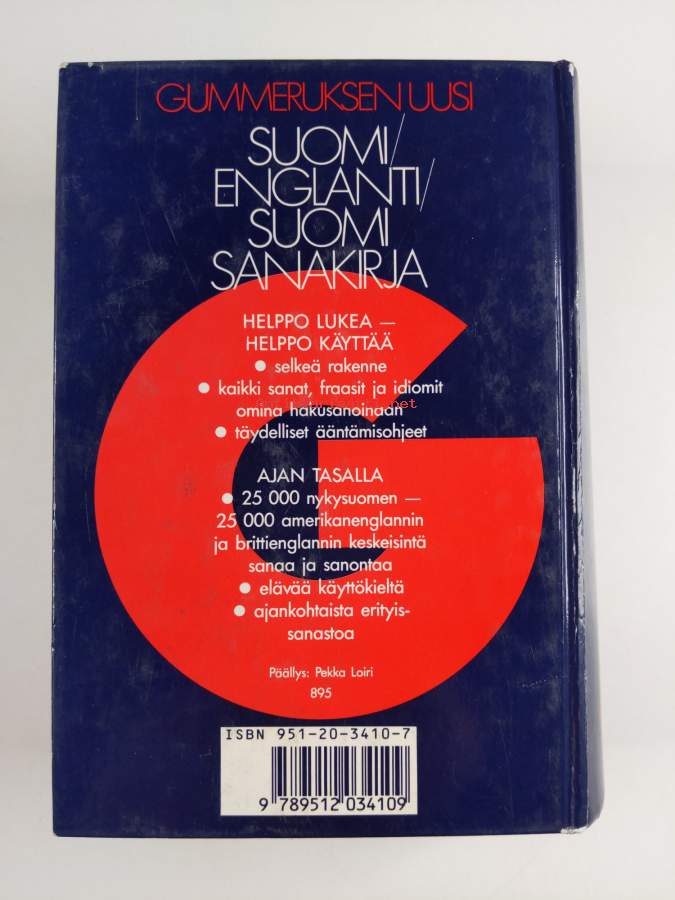 GUMMERUKSEN UUSI
SUOMI/
ENGLANTI/
SUOMI
SANAKIRJA
HELPPO LUKEA –
HELPPO KÄYTTÄÄ
● selkeä rakenne
● kaikki sanat, fraasit ja idiomit
omina hakusanoinaan
● täydelliset ääntämisohjeet
AJAN TASALLA
● 25 000 nykysuomen –
25 000 amerikanenglannin
ja brittienglannin keskeisintä
sanaa ja sanontaa
● elävää käyttökieltä
● ajankohtaista erityis-
sanastoa
Päällys: Pekka Loiri
895
ISBN 951-20-3410-7
9 789512 034109